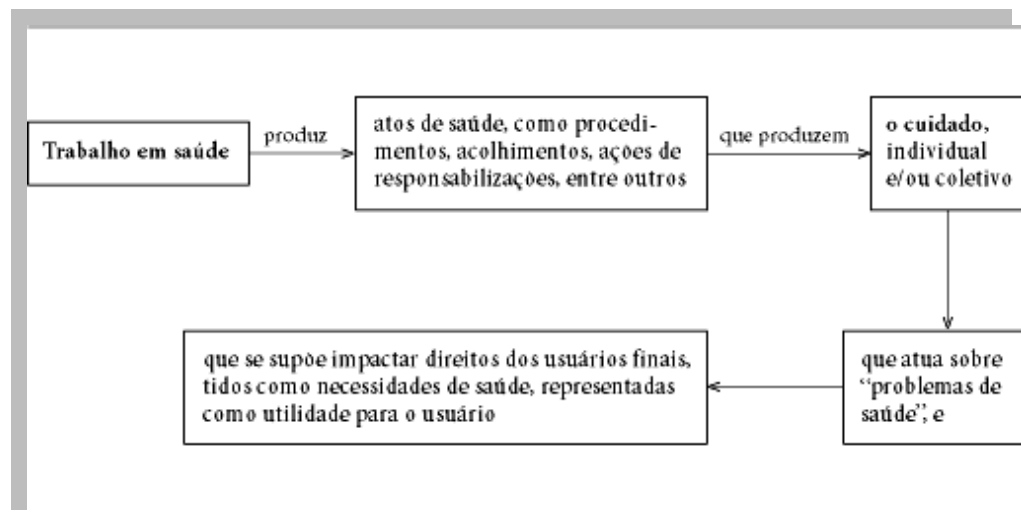 Trabalho em saúde
produz
atos de saúde, como procedi-
mentos, acolhimentos, ações de
responsabilizações, entre outros
que produzem
o cuidado,
individual
e/ou coletivo
que atua sobre
“problemas de
saúde”, e
que se supõe impactar direitos dos usuários finais,
tidos como necessidades de saúde, representadas
como utilidade para o usuário